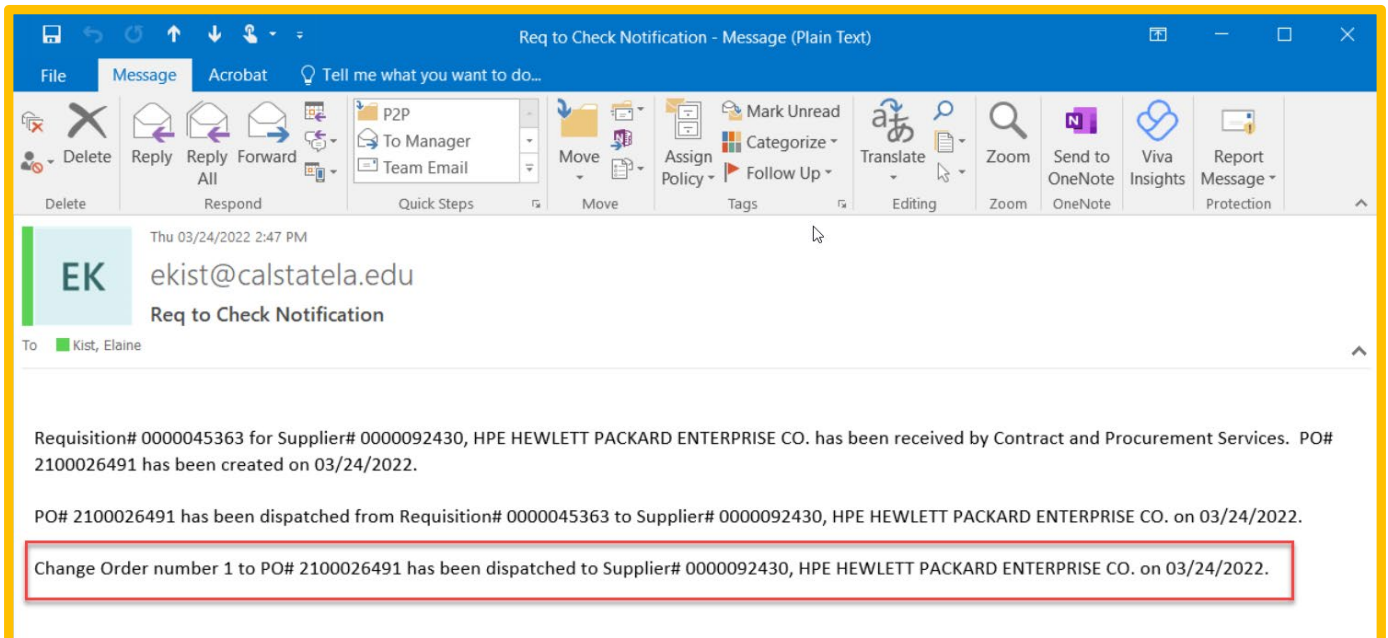 Req to Check Notification - Message (Plain Text)
File Message Acrobat Tell me what you want to do...
Delete
Reply
Reply All
Forward
P2P
To Manager
Team Email
Move
Assign Policy
Mark Unread
Categorize
Follow Up
Translate
Zoom
Send to OneNote
Viva Insights
Report Message
Delete Respond Quick Steps Move Tags Editing Zoom OneNote Protection
EK
Thu 03/24/2022 2:47 PM
ekist@calstatela.edu
Req to Check Notification
To Kist, Elaine
Requisition# 0000045363 for Supplier# 0000092430, HPE HEWLETT PACKARD ENTERPRISE CO. has been received by Contract and Procurement Services. PO#
2100026491 has been created on 03/24/2022.
PO# 2100026491 has been dispatched from Requisition# 0000045363 to Supplier# 0000092430, HPE HEWLETT PACKARD ENTERPRISE CO. on 03/24/2022.
Change Order number 1 to PO# 2100026491 has been dispatched to Supplier# 0000092430, HPE HEWLETT PACKARD ENTERPRISE CO. on 03/24/2022.